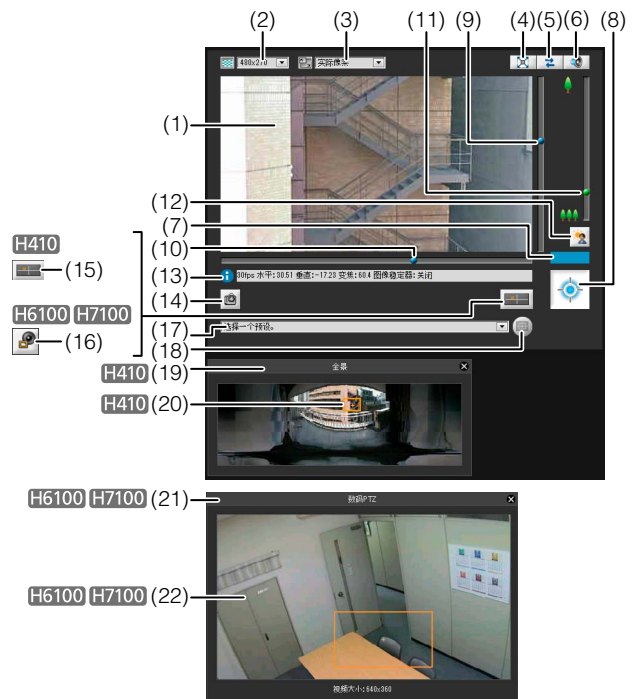 (2)
(3)
(11)
(9)
(4)
(5)
(6)
(8)
480x270
实际像素
(1)
(12)
(7)
H410
(10)
(15)
(13)
30fps 水平:30.51 垂直:-17.23 变焦:60.4 图像稳定器:关闭
(14)
H6100 H7100
(16)
(17)
选择一个预设。
(18)
H410 (19)
全景
H410 (20)
H6100 H7100 (21)
数码PTZ
H6100 H7100 (22)
视频大小:640x360